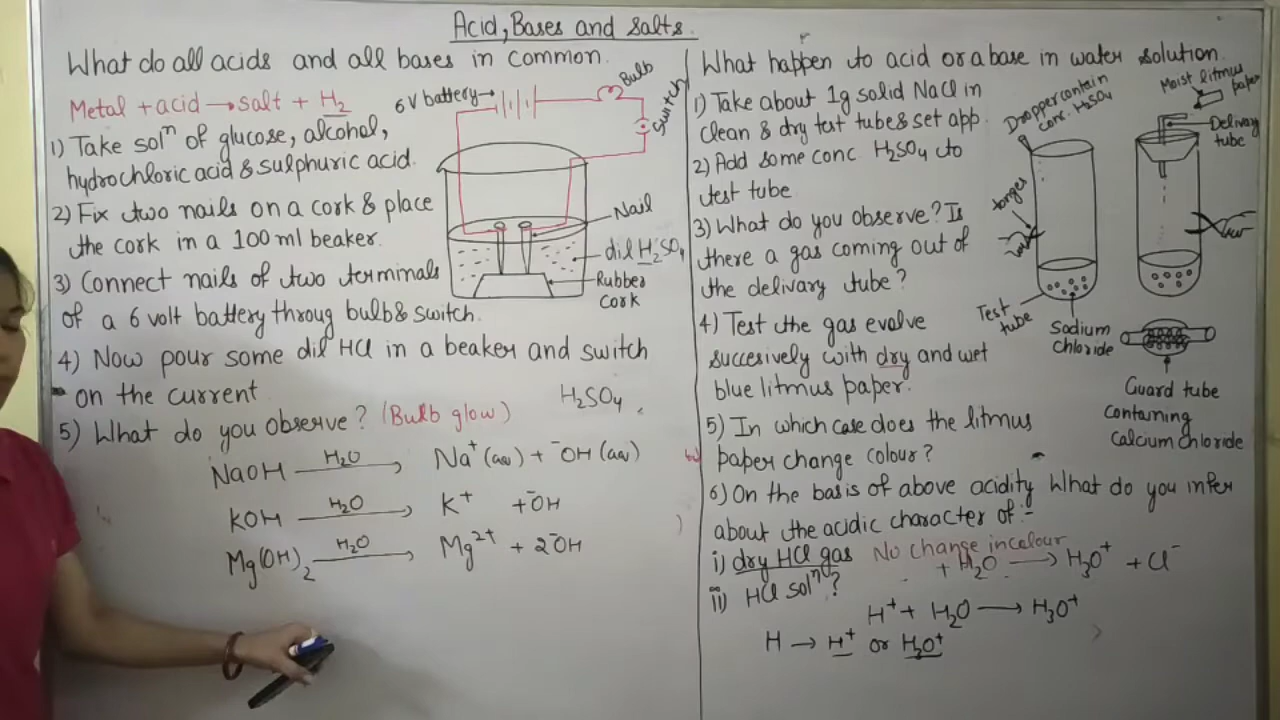 Acid, Bases and Salts.
What do all acids and all bases in common.
Metal + acid → salt + H₂
1) Take solⁿ of glucose, alcohol,
hydrochloric acid & sulphuric acid.
2) Fix two nails on a cork & place
the cork in a 100 ml beaker.
3) Connect nails of two terminals
of a 6 volt battery throug bulb & switch.
4) Now pour some dil HCl in a beaker and switch
on the current
5) What do you observe? (Bulb glow)
H₂SO₄
NaOH —H₂O→ Na⁺(aq) + ⁻OH (aq)
KOH —H₂O→ K⁺ + ⁻OH
Mg(OH)₂ —H₂O→ Mg²⁺ + 2⁻OH
6V battery→
Bulb
Switch
Nail
dil H₂SO₄
Rubber
Cork
What happen to acid or a base in water solution.
1) Take about 1g solid NaCl in
clean & dry test tube & set app.
2) Add some conc. H₂SO₄ to
test tube
3) What do you observe? Is
there a gas coming out of
the delivary tube?
4) Test the gas evolve
succesively with dry and wet
blue litmus paper.
5) In which case does the litmus
paper change colour?
6) On the basis of above acidity What do you infer
about the acidic character of:-
i) dry HCl gas No change in colour
ii) HCl solⁿ? + H₂O → H₃O⁺ + Cl⁻
H⁺ + H₂O → H₃O⁺
H → H⁺ or H₃O⁺
Dropper contain
conc. H₂SO₄
Moist litmus
paper
Delivary
tube
tonges
Test
tube
Sodium
chloride
Guard tube
contanining
Calcium chloride